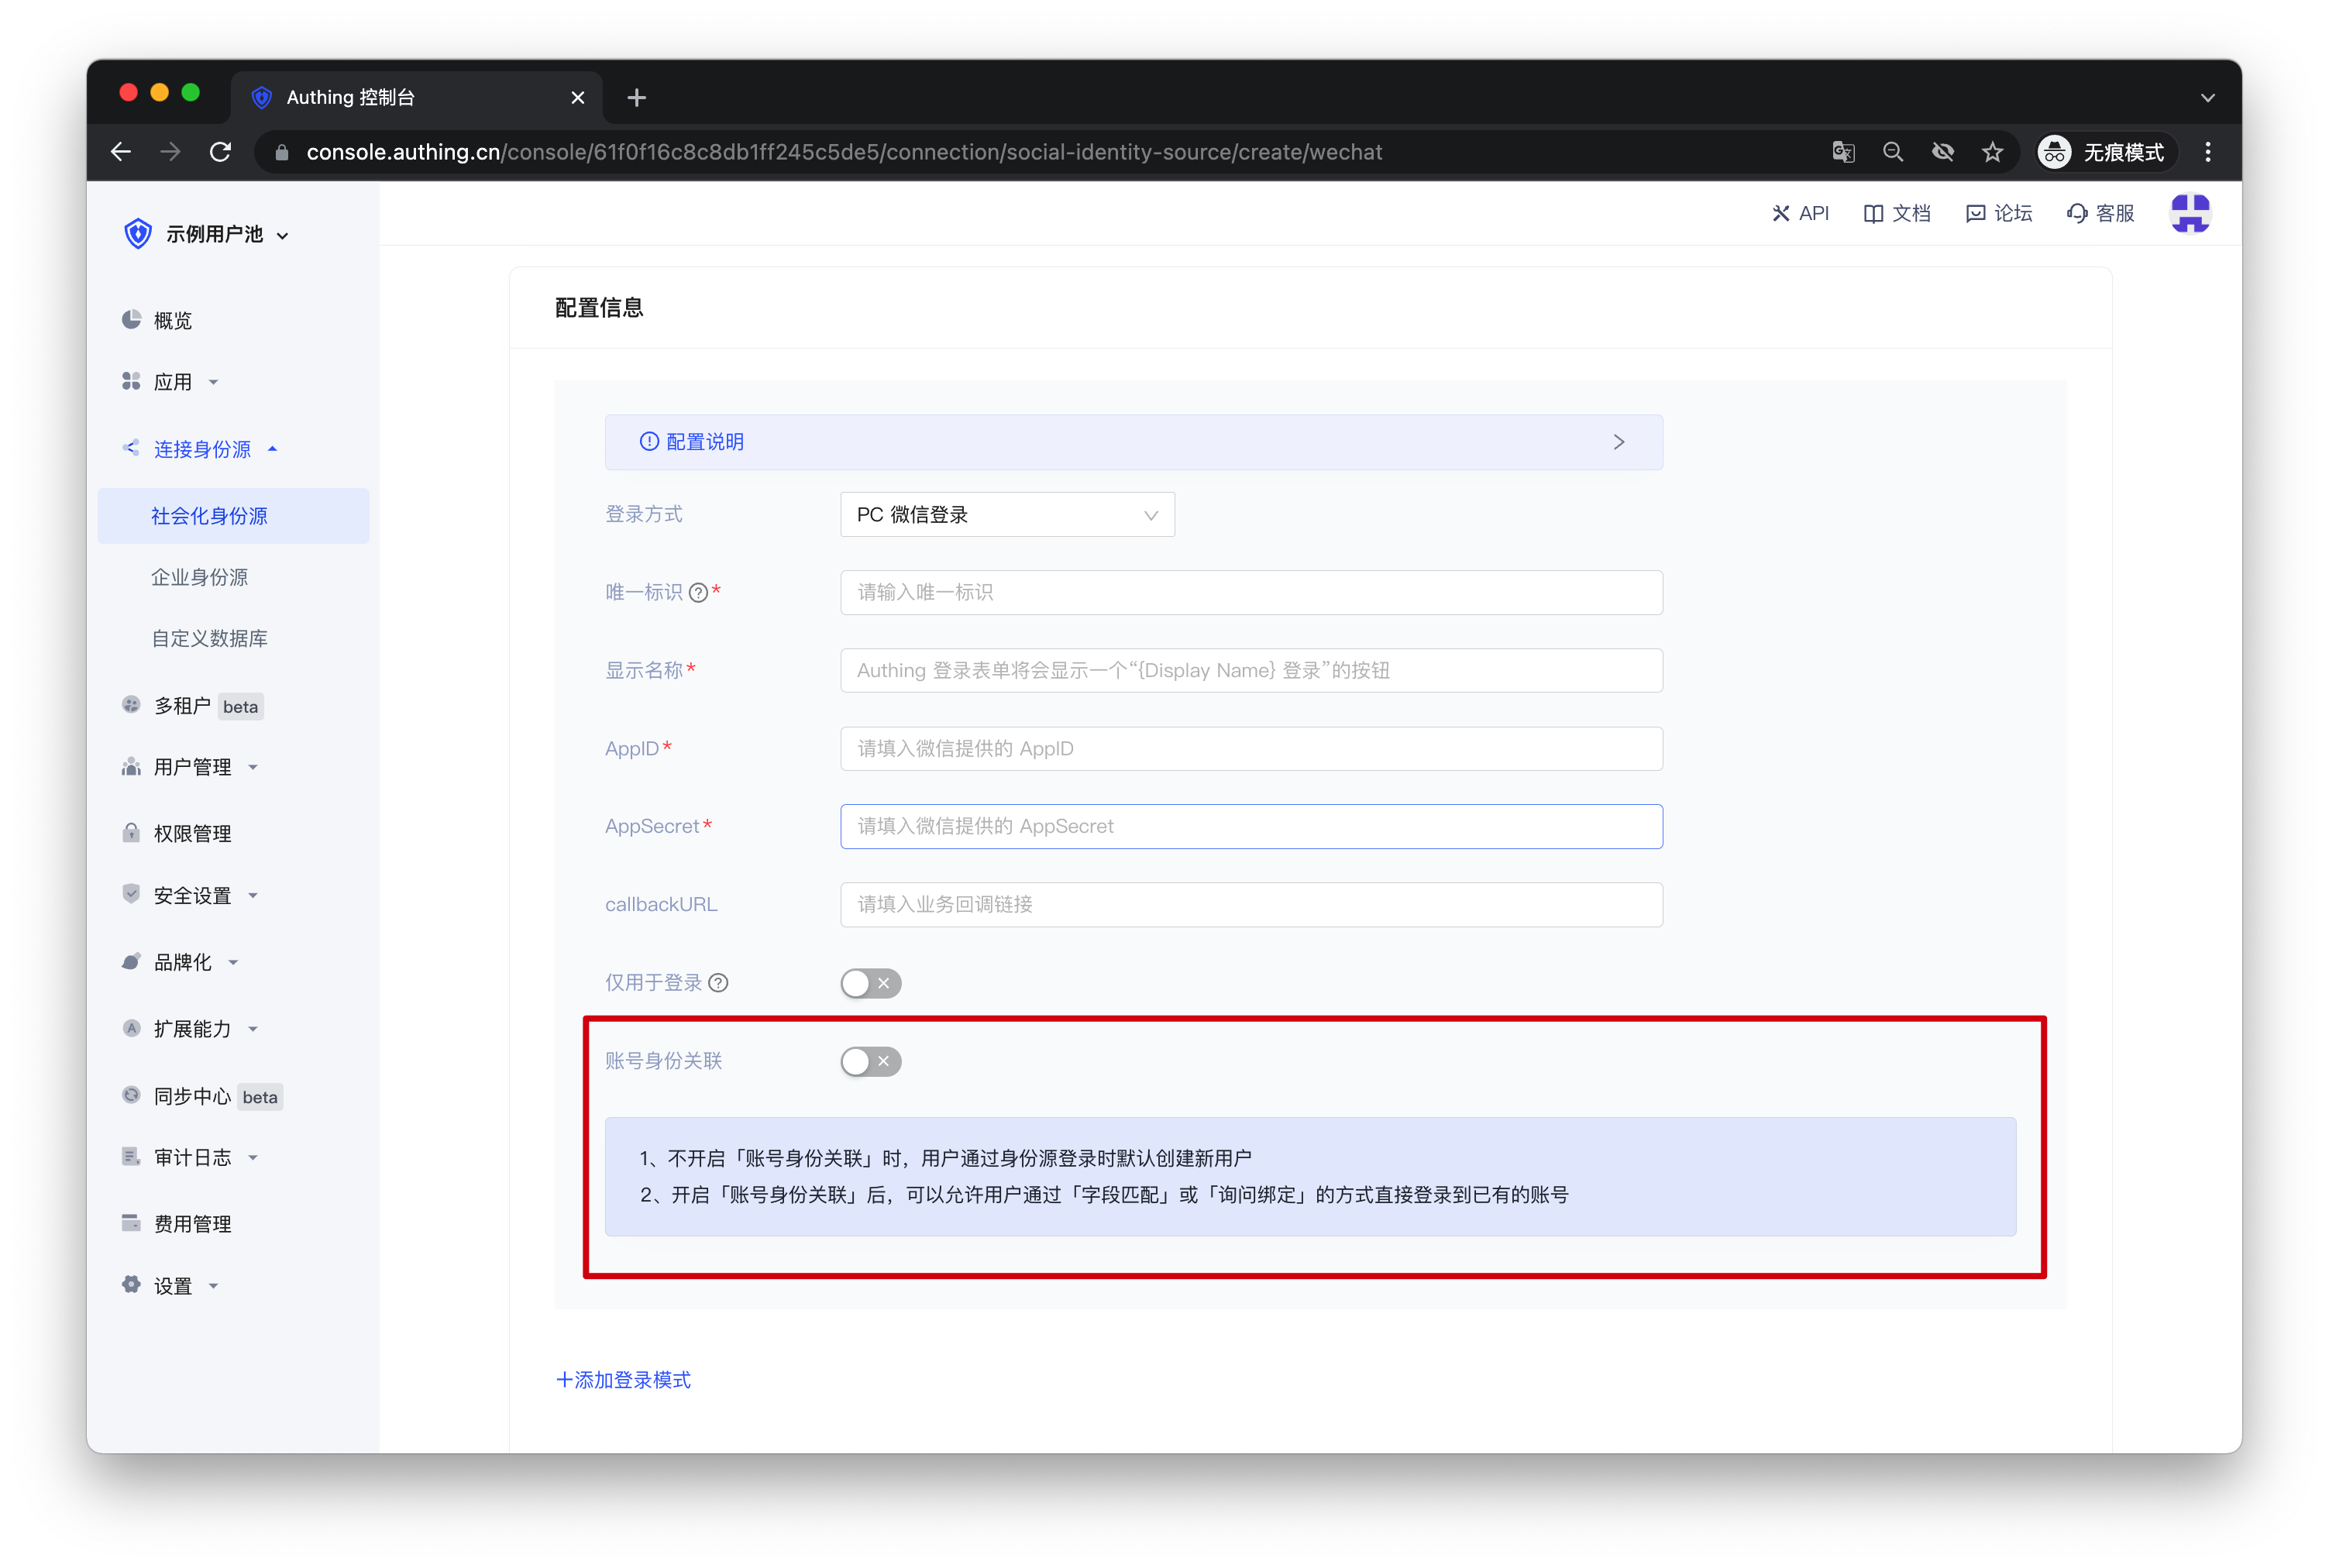 Authing 控制台
console.authing.cn/console/61f0f16c8c8db1ff245c5de5/connection/social-identity-source/create/wechat
无痕模式
示例用户池
API 文档 论坛 客服
概览
应用
连接身份源
社会化身份源
企业身份源
自定义数据库
多租户 beta
用户管理
权限管理
安全设置
品牌化
扩展能力
同步中心 beta
审计日志
费用管理
设置
配置信息
配置说明
登录方式 PC 微信登录
唯一标识 * 请输入唯一标识
显示名称* Authing 登录表单将会显示一个“{Display Name} 登录”的按钮
AppID* 请填入微信提供的 AppID
AppSecret* 请填入微信提供的 AppSecret
callbackURL 请填入业务回调链接
仅用于登录
账号身份关联
1、不开启「账号身份关联」时，用户通过身份源登录时默认创建新用户
2、开启「账号身份关联」后，可以允许用户通过「字段匹配」或「询问绑定」的方式直接登录到已有的账号
+添加登录模式